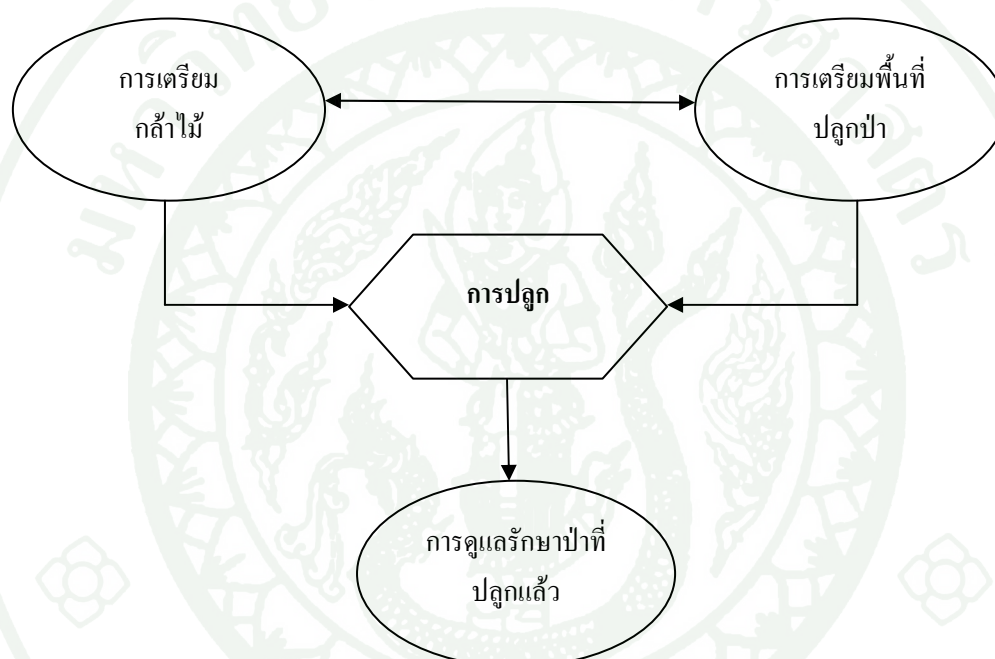 การเตรียม
กล้าไม้
การเตรียมพื้นที่
ปลูกป่า
การปลูก
การดูแลรักษาป่าที่
ปลูกแล้ว